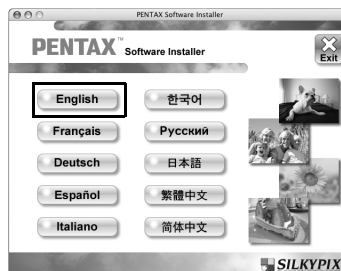 PENTAX Software Installer
PENTAX™ Software Installer
Exit
English
한국어
Français
Русский
Deutsch
日本語
Español
繁體中文
Italiano
简体中文
SILKYPIX